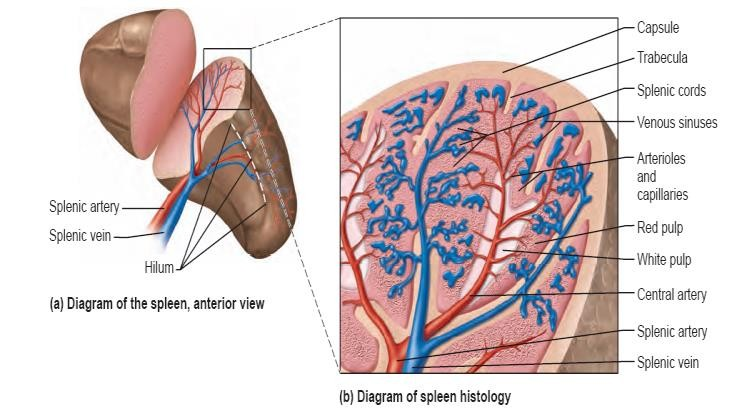 Capsule
Trabecula
Splenic cords
Venous sinuses
Arterioles
and
capillaries
Red pulp
White pulp
Central artery
Splenic artery
Splenic vein
Splenic artery
Splenic vein
Hilum
(a) Diagram of the spleen, anterior view
(b) Diagram of spleen histology